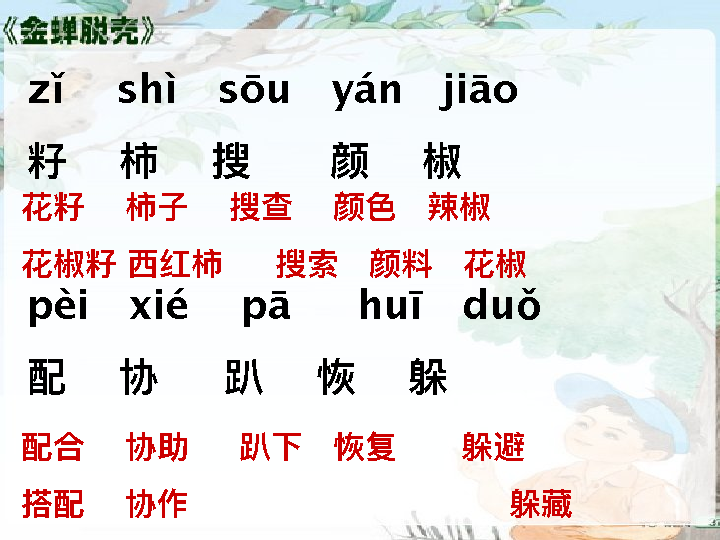 《金蝉脱壳》
zǐ shì sōu yán jiāo
籽 柿 搜 颜 椒
花籽 柿子 搜查 颜色 辣椒
花椒籽 西红柿 搜索 颜料 花椒
pèi xié pā huī duǒ
配 协 趴 恢 躲
配合 协助 趴下 恢复 躲避
搭配 协作 躲藏